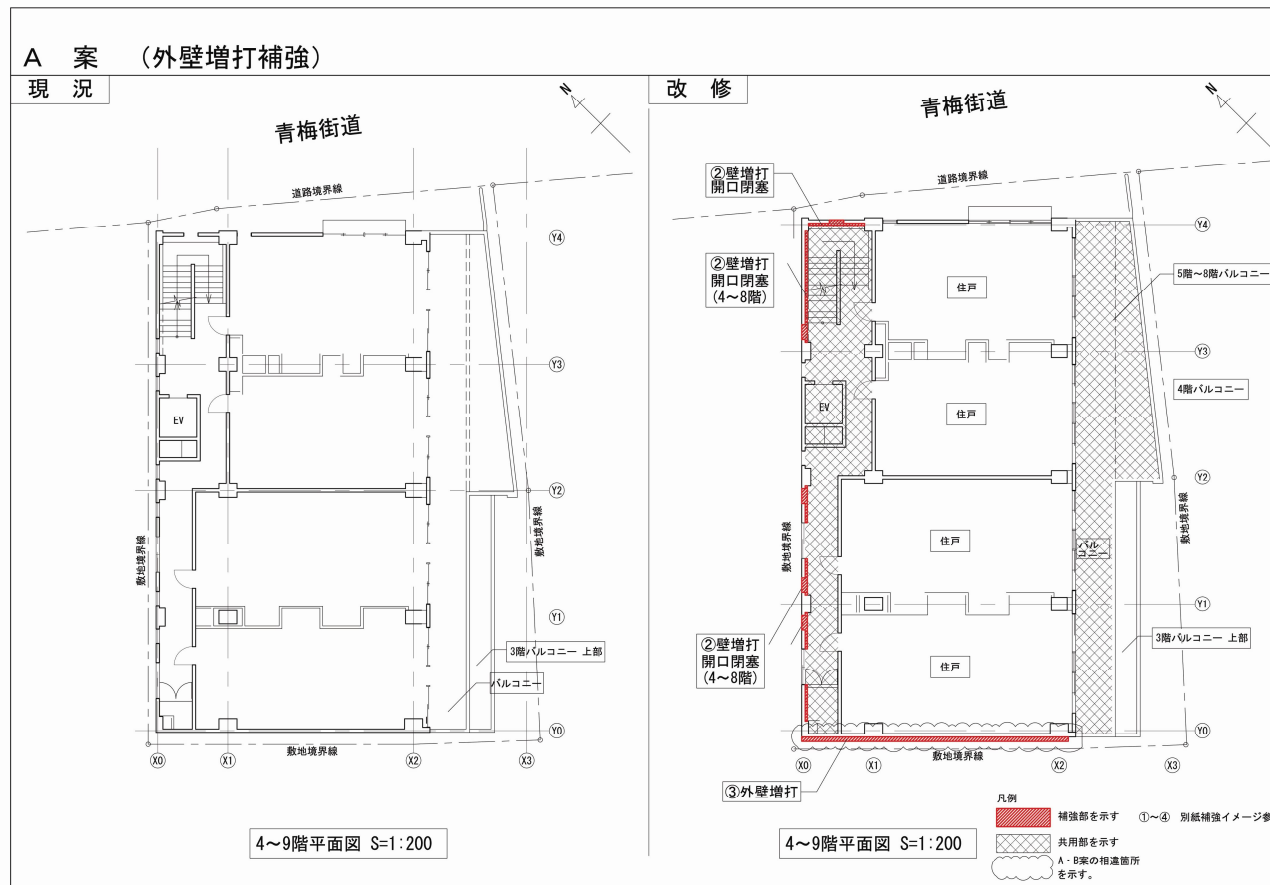 A 案 (外壁増打補強)
現 況
N
青梅街道
道路境界線
Y4
Y3
EV
Y2
敷地境界線
敷地境界線
Y1
3階バルコニー 上部
バルコニー
Y0
敷地境界線
X0 X1 X2 X3
4〜9階平面図 S=1:200
改 修
N
青梅街道
②壁増打
開口閉塞
道路境界線
Y4
②壁増打
開口閉塞
(4〜8階)
住戸
5階〜8階バルコニー
Y3
EV
住戸
4階バルコニー
Y2
敷地境界線
敷地境界線
住戸
バル
コニー
Y1
②壁増打
開口閉塞
(4〜8階)
3階バルコニー 上部
住戸
Y0
敷地境界線
X0 X1 X2 X3
③外壁増打
4〜9階平面図 S=1:200
凡例
補強部を示す ①〜④ 別紙補強イメージ参
共用部を示す
A・B案の相違箇所
を示す。